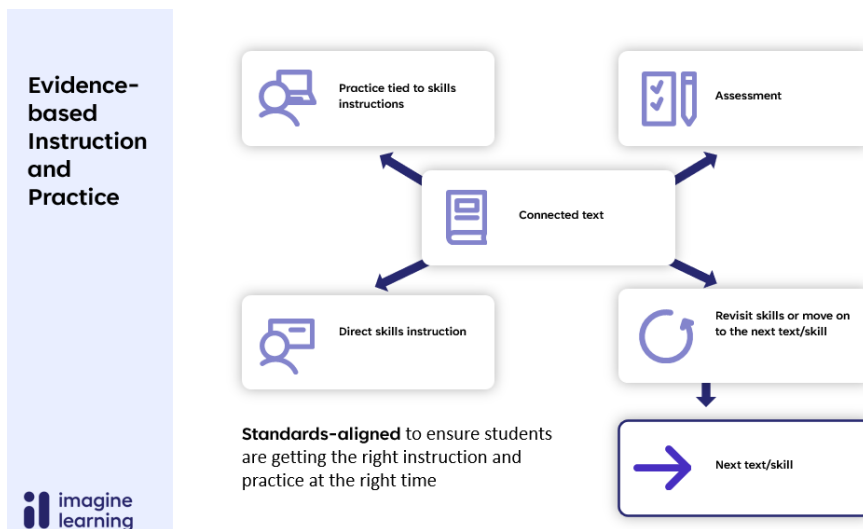 Evidence-
based
Instruction
and
Practice
Practice tied to skills
instructions
Assessment
Connected text
Direct skills instruction
Revisit skills or move on
to the next text/skill
Standards-aligned to ensure students
are getting the right instruction and
practice at the right time
Next text/skill
imagine
learning